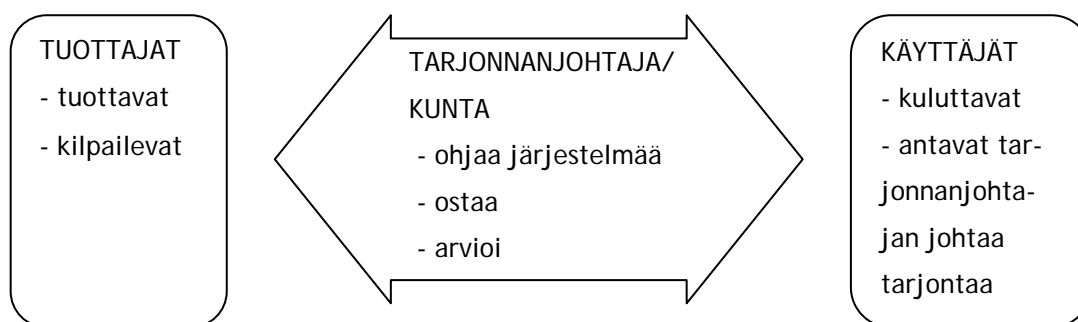 TUOTTAJAT
- tuottavat
- kilpailevat
TARJONNANJOHTAJA/
KUNTA
- ohjaa järjestelmää
- ostaa
- arvioi
KÄYTTÄJÄT
- kuluttavat
- antavat tar-
jonnanjohta-
jan johtaa
tarjontaa